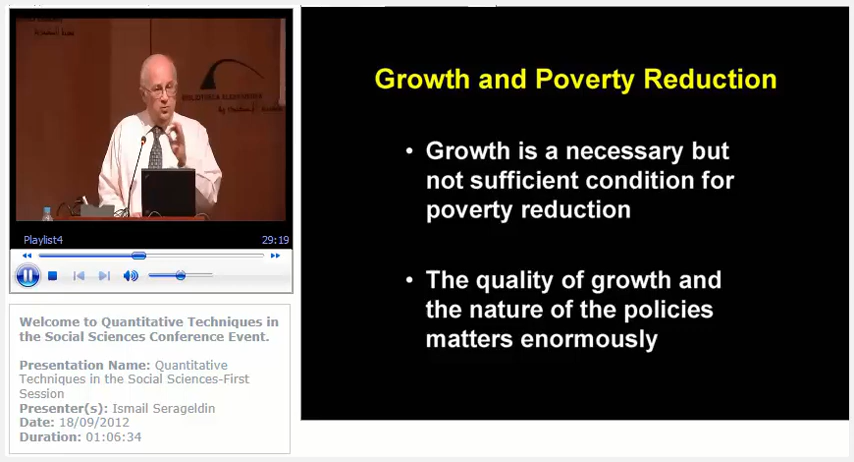 BIBLIOTHECA ALEXANDRINA
Playlist4
29:19
Welcome to Quantitative Techniques in
the Social Sciences Conference Event.
Presentation Name: Quantitative
Techniques in the Social Sciences-First
Session
Presenter(s): Ismail Serageldin
Date: 18/09/2012
Duration: 01:06:34
Growth and Poverty Reduction
• Growth is a necessary but
not sufficient condition for
poverty reduction
• The quality of growth and
the nature of the policies
matters enormously